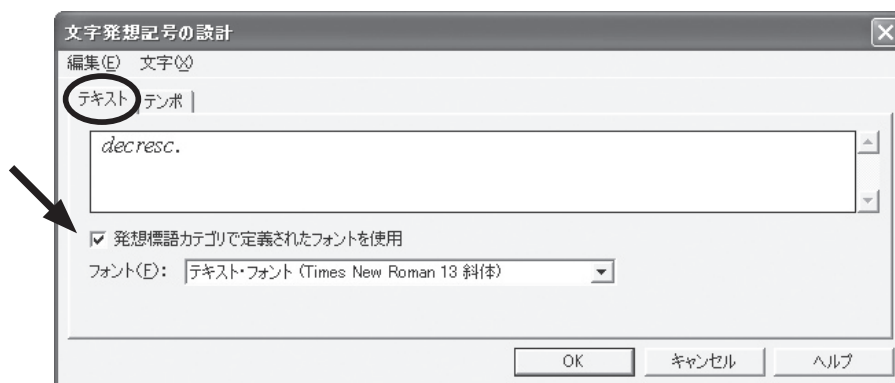 文字発想記号の設計
編集(E) 文字(X)
テキスト テンポ
decresc.
発想標語カテゴリで定義されたフォントを使用
フォント(F): テキスト・フォント (Times New Roman 13 斜体)
OK キャンセル ヘルプ